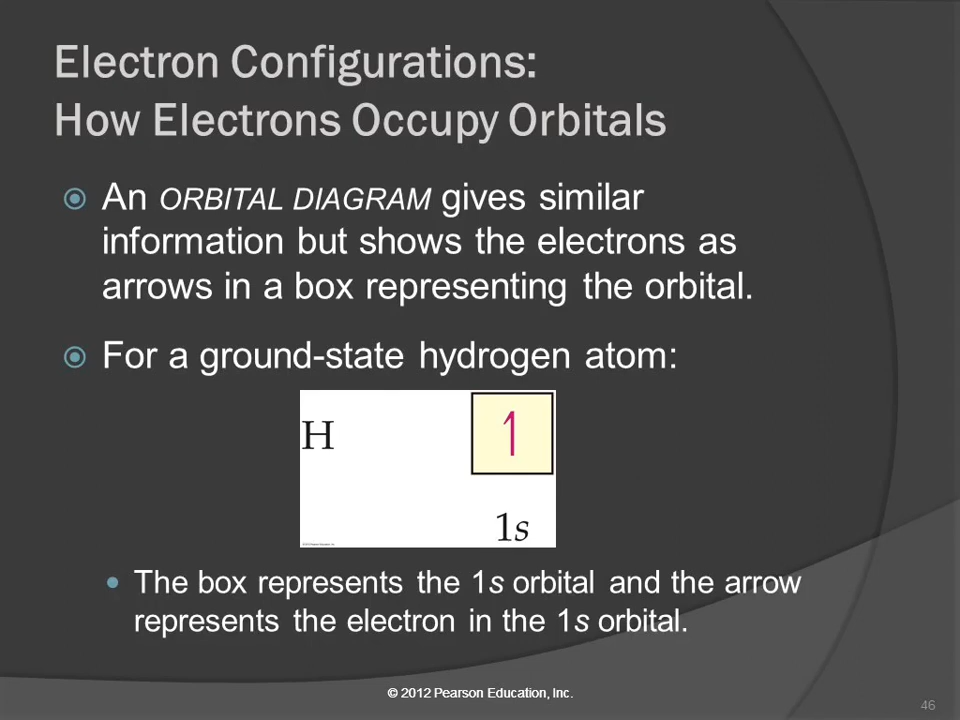 Electron Configurations:
How Electrons Occupy Orbitals
An ORBITAL DIAGRAM gives similar
information but shows the electrons as
arrows in a box representing the orbital.
For a ground-state hydrogen atom:
H
1s
The box represents the 1s orbital and the arrow
represents the electron in the 1s orbital.
© 2012 Pearson Education, Inc.
46